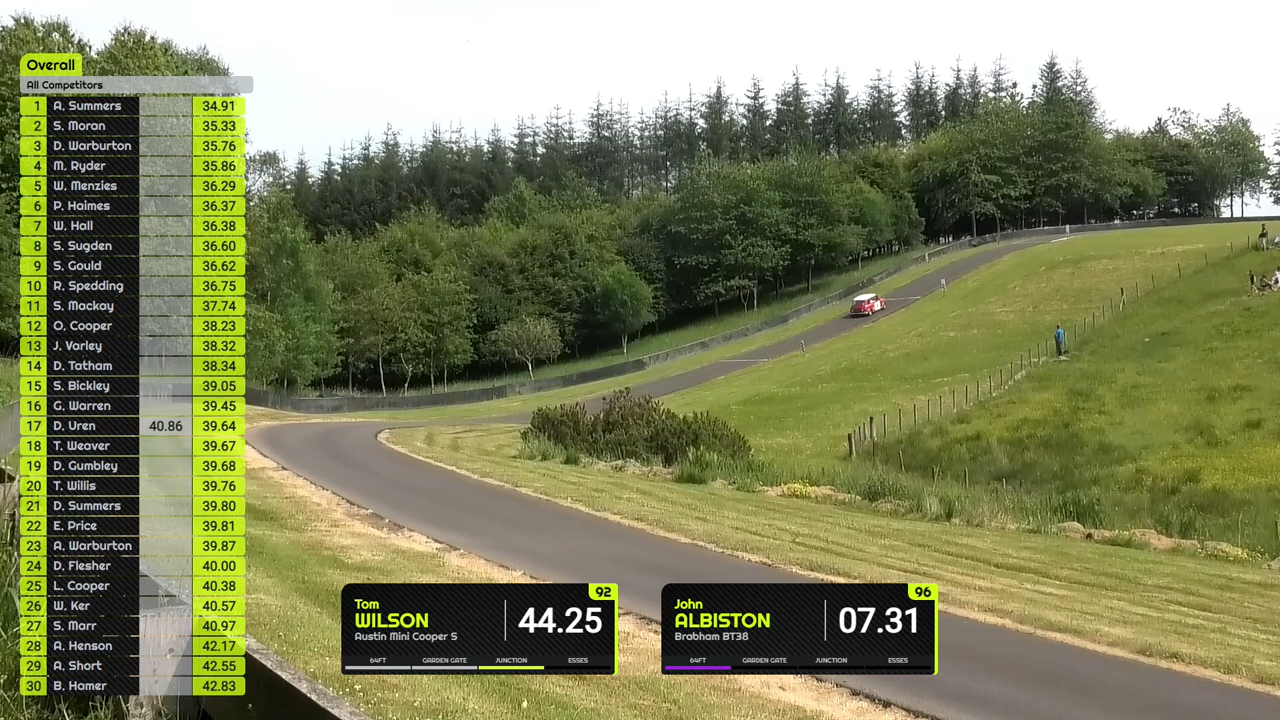 Overall
All Competitors
1 A. Summers 34.91
2 S. Moran 35.33
3 D. Warburton 35.76
4 M. Ryder 35.86
5 W. Menzies 36.29
6 P. Haimes 36.37
7 W. Hall 36.38
8 S. Sugden 36.60
9 S. Gould 36.62
10 R. Spedding 36.75
11 S. Mackay 37.74
12 O. Cooper 38.23
13 J. Varley 38.32
14 D. Tatham 38.34
15 S. Bickley 39.05
16 G. Warren 39.45
17 D. Uren 40.86 39.64
18 T. Weaver 39.67
19 D. Gumbley 39.68
20 T. Willis 39.76
21 D. Summers 39.80
22 E. Price 39.81
23 A. Warburton 39.87
24 D. Flesher 40.00
25 L. Cooper 40.38
26 W. Ker 40.57
27 S. Marr 40.97
28 A. Henson 42.17
29 A. Short 42.55
30 B. Hamer 42.83
92
Tom
WILSON
Austin Mini Cooper S
44.25
64FT GARDEN GATE JUNCTION ESSES
96
John
ALBISTON
Brabham BT38
07.31
64FT GARDEN GATE JUNCTION ESSES